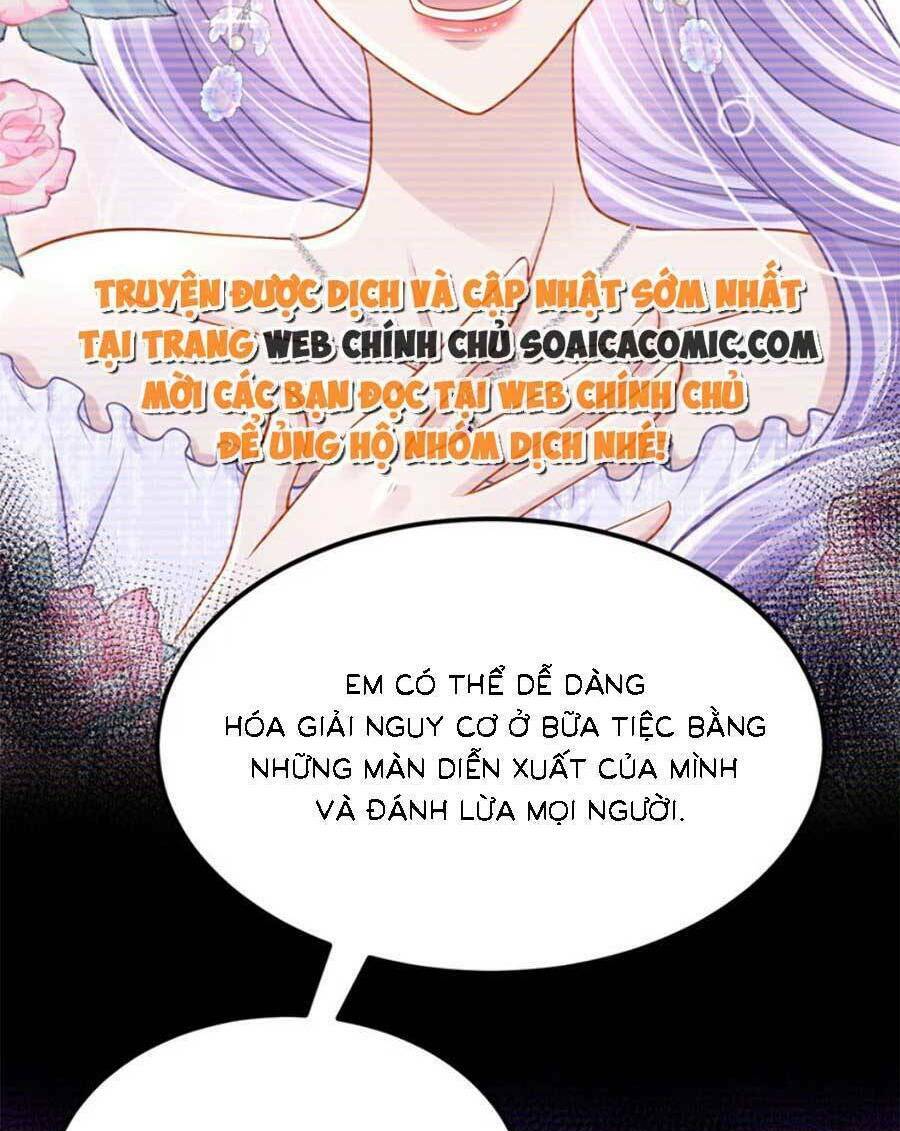 TRUYỆN ĐƯỢC DỊCH VÀ CẬP NHẬT SỚM NHẤT
TẠI TRANG WEB CHÍNH CHỦ SOAICACOMIC.COM
MỜI CÁC BẠN ĐỌC TẠI WEB CHÍNH CHỦ
ĐỂ ỦNG HỘ NHÓM DỊCH NHÉ!
EM CÓ THỂ DỄ DÀNG
HÓA GIẢI NGUY CƠ Ở BỮA TIỆC BẰNG
NHỮNG MÀN DIỄN XUẤT CỦA MÌNH
VÀ ĐÁNH LỪA MỌI NGƯỜI.